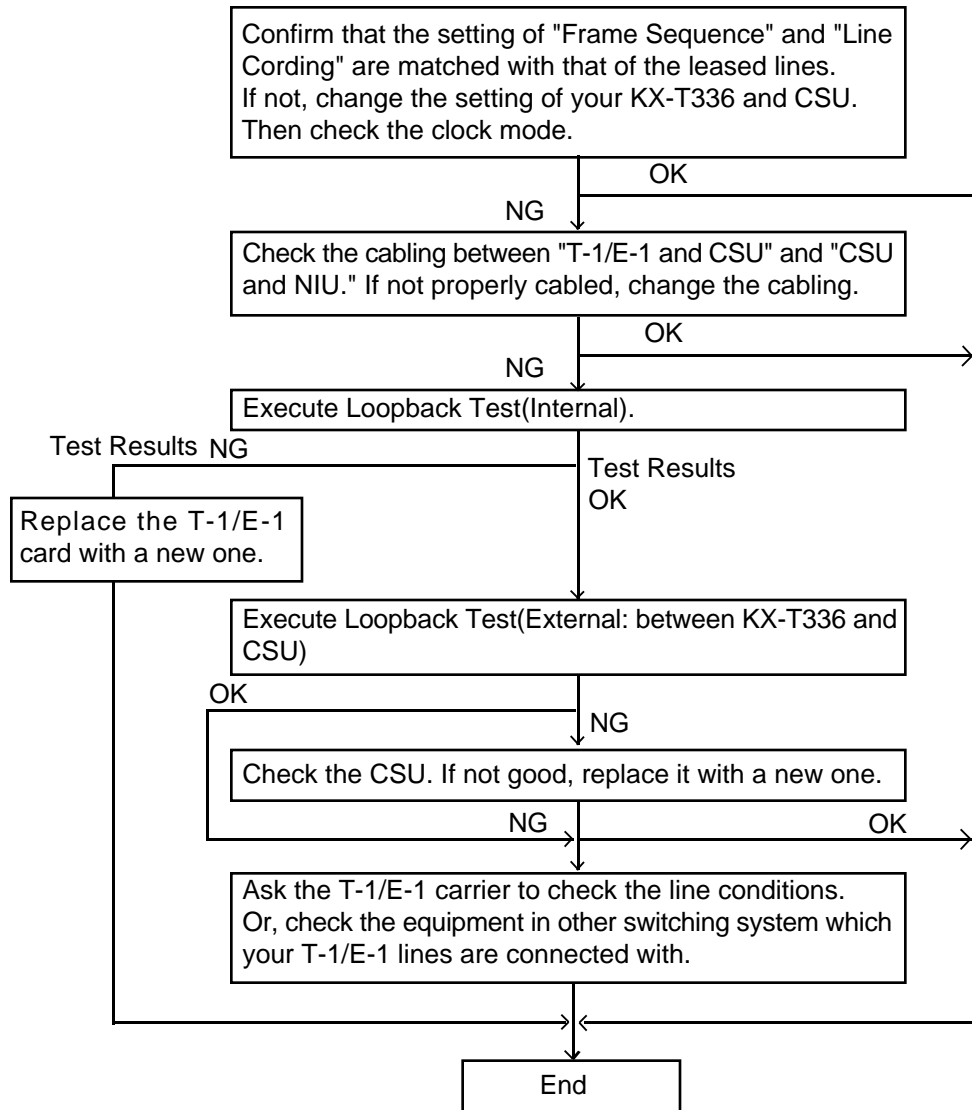 Confirm that the setting of "Frame Sequence" and "Line
Cording" are matched with that of the leased lines.
If not, change the setting of your KX-T336 and CSU.
Then check the clock mode.
OK
NG
Check the cabling between "T-1/E-1 and CSU" and "CSU
and NIU." If not properly cabled, change the cabling.
OK
NG
Execute Loopback Test(Internal).
Test Results NG
Test Results
OK
Replace the T-1/E-1
card with a new one.
Execute Loopback Test(External: between KX-T336 and
CSU)
OK
NG
Check the CSU. If not good, replace it with a new one.
NG
OK
Ask the T-1/E-1 carrier to check the line conditions.
Or, check the equipment in other switching system which
your T-1/E-1 lines are connected with.
End